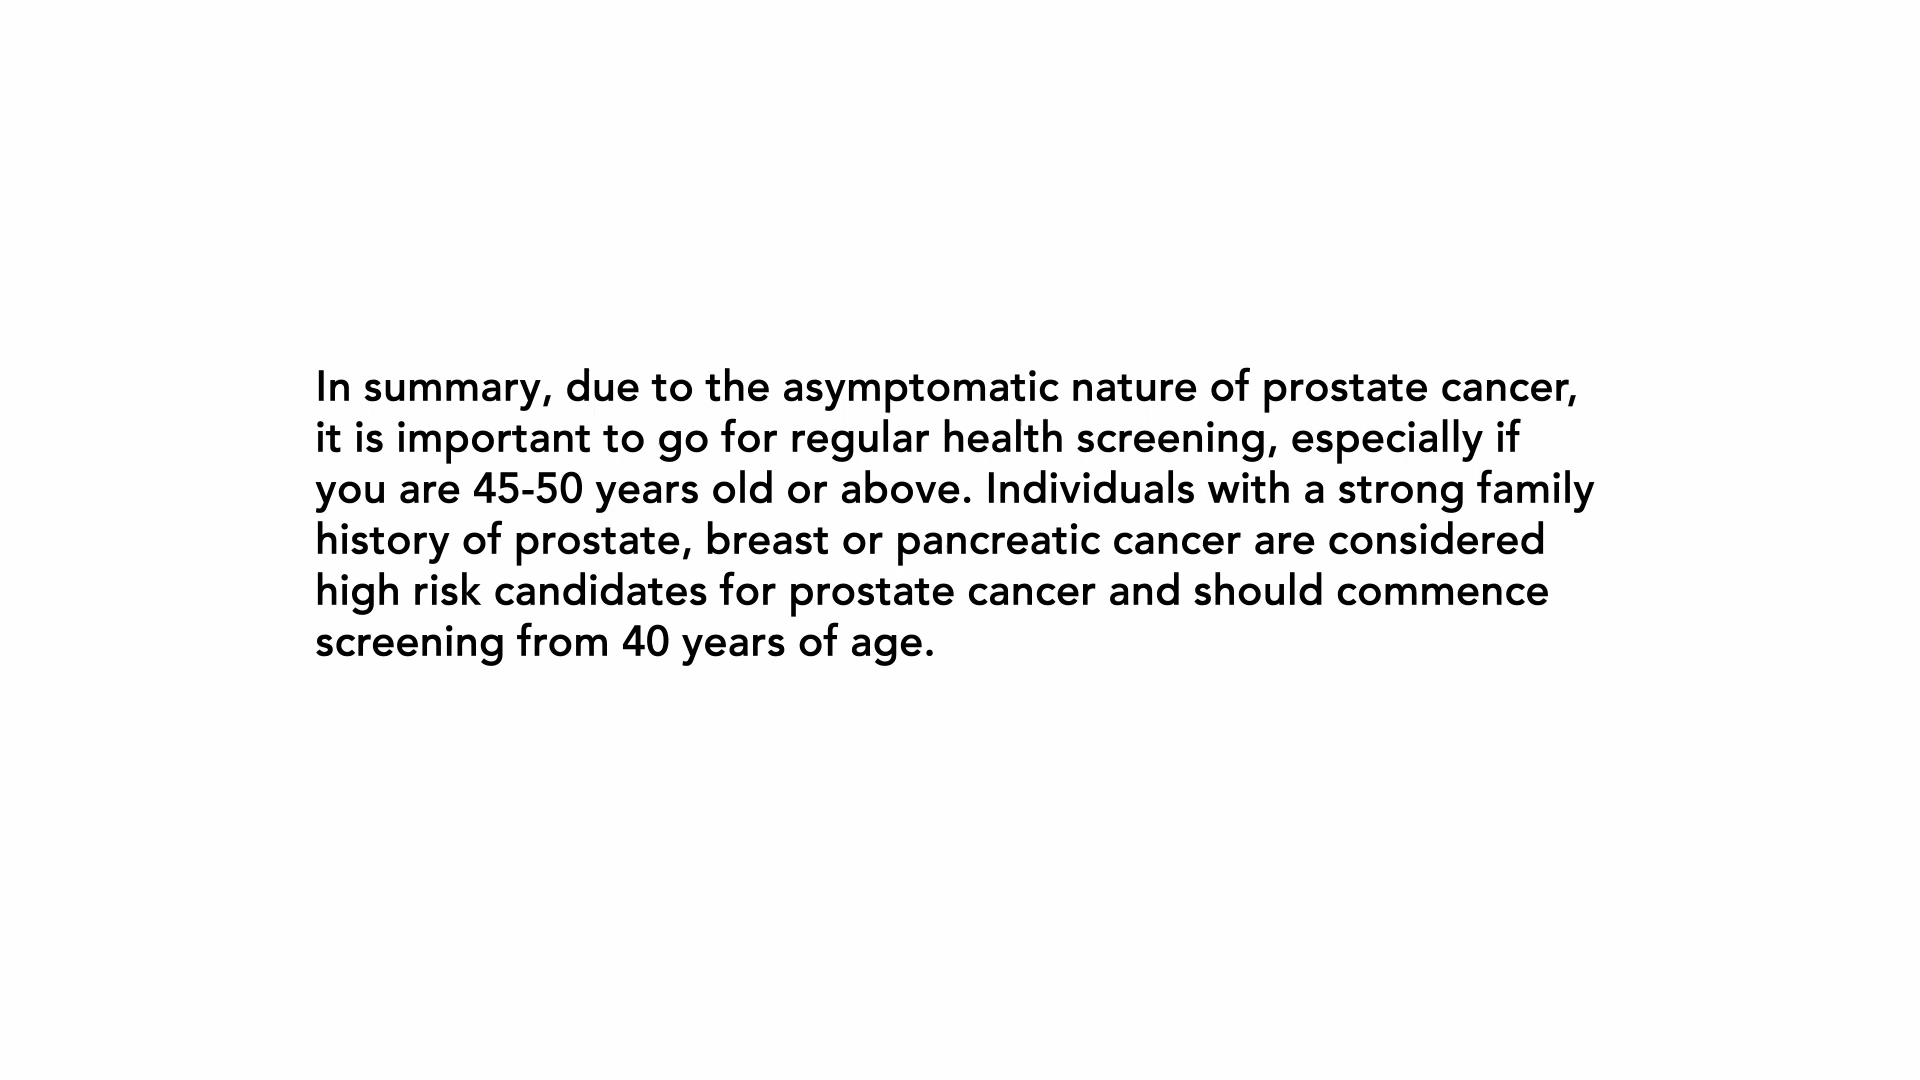 In summary, due to the asymptomatic nature of prostate cancer,
it is important to go for regular health screening, especially if
you are 45-50 years old or above. Individuals with a strong family
history of prostate, breast or pancreatic cancer are considered
high risk candidates for prostate cancer and should commence
screening from 40 years of age.